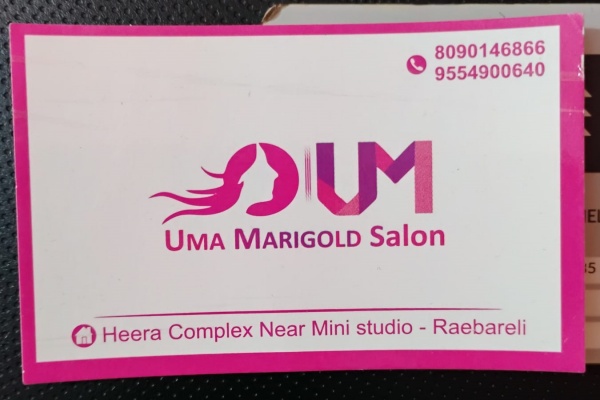 8090146866
9554900640
UM
UMA MARIGOLD Salon
Heera Complex Near Mini studio - Raebareli